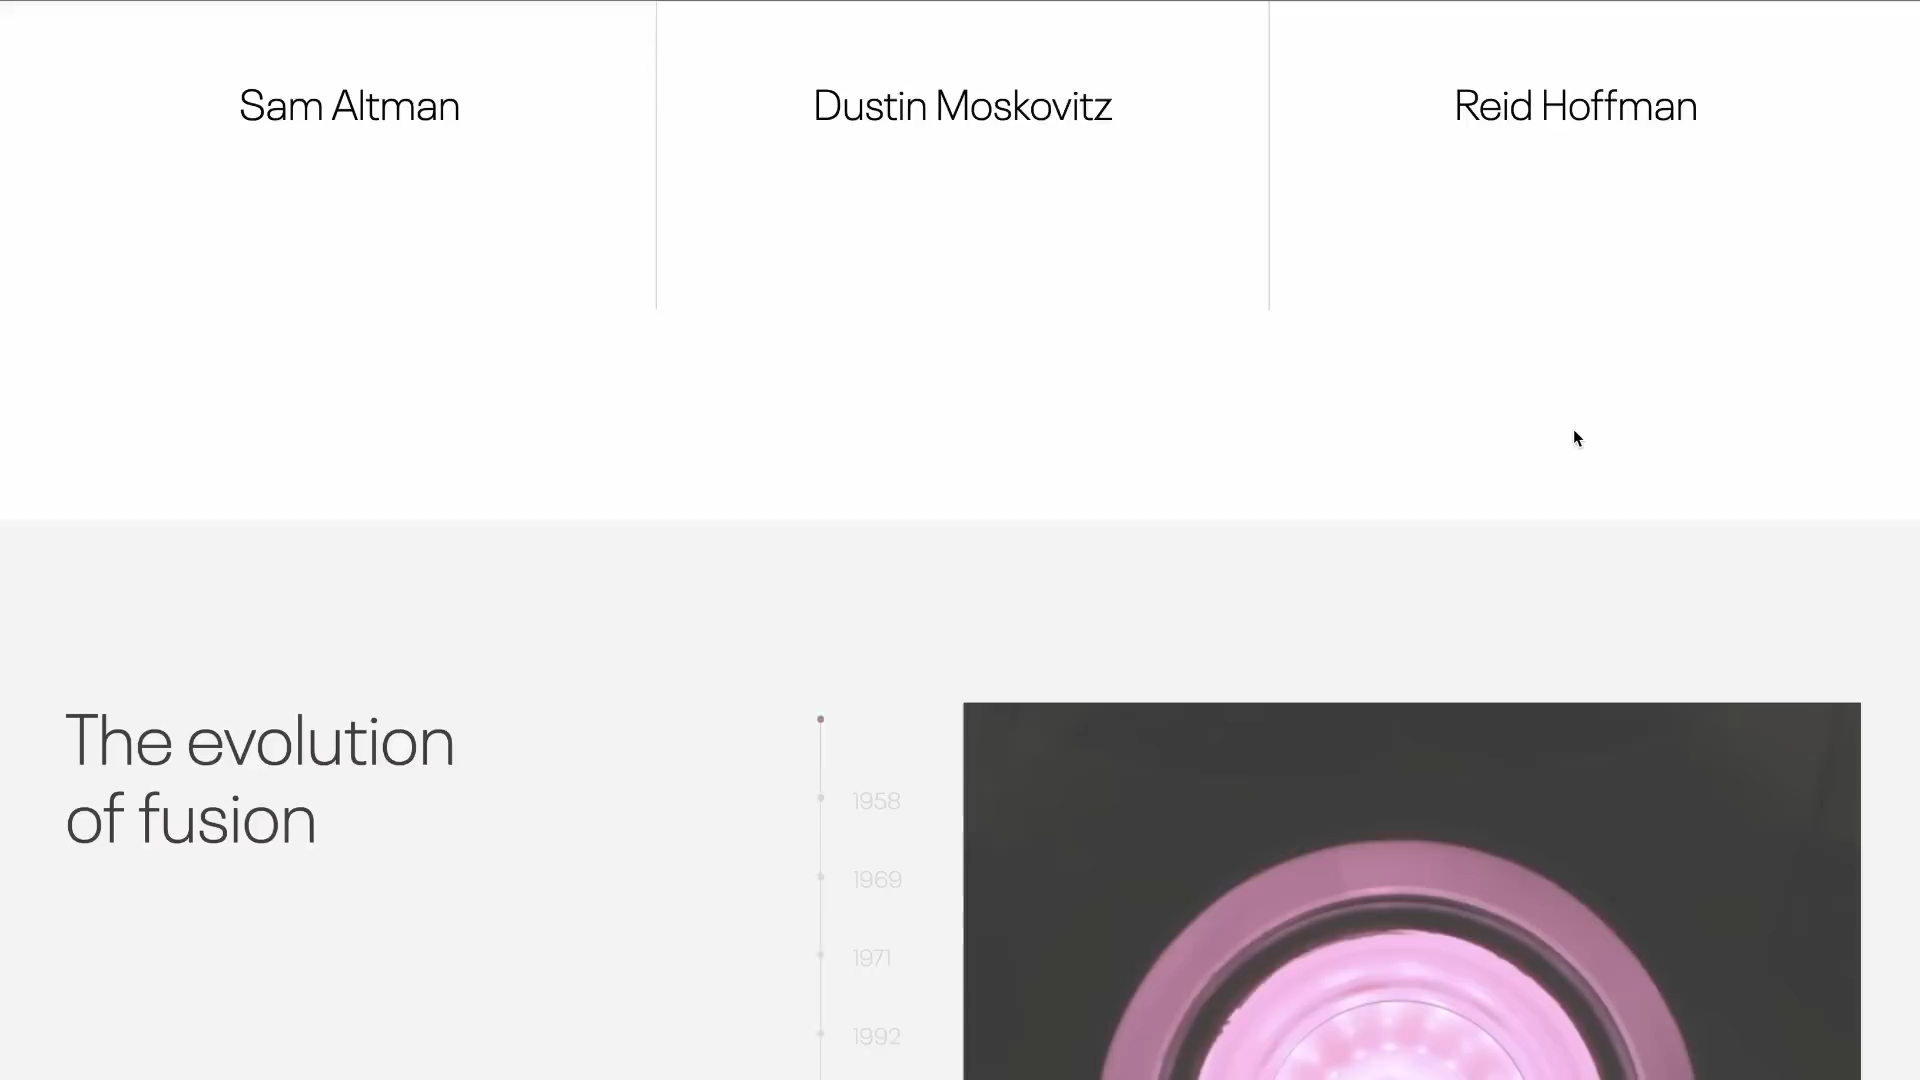 Sam Altman
Dustin Moskovitz
Reid Hoffman
The evolution
of fusion
1958
1969
1971
1992